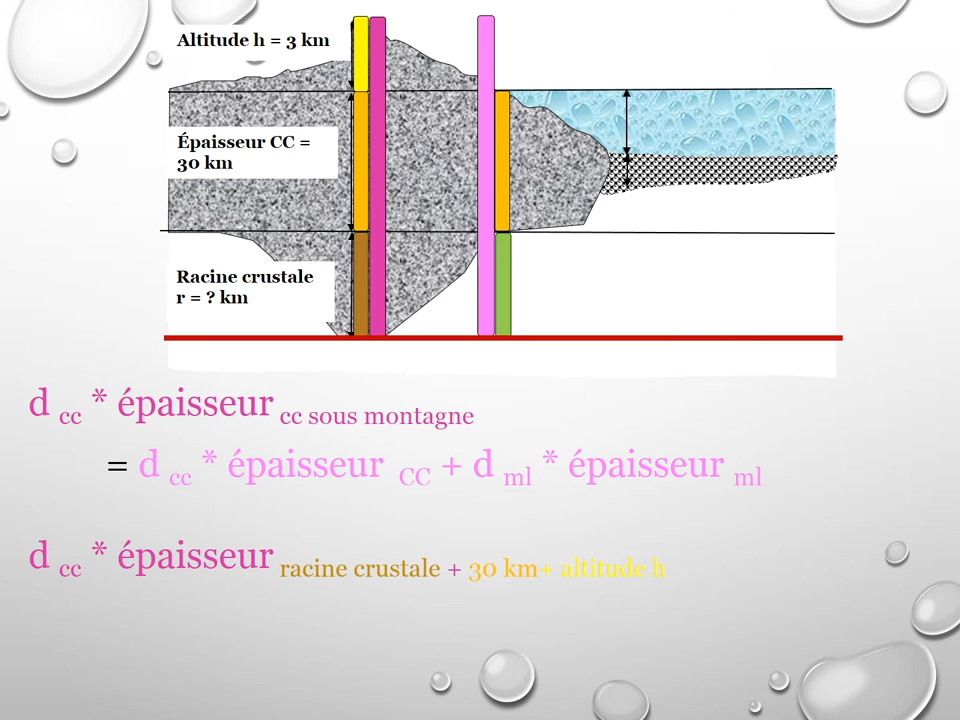 Altitude h = 3 km
Épaisseur CC =
30 km
Racine crustale
r = ? km
d cc * épaisseur cc sous montagne
= d cc * épaisseur CC + d ml * épaisseur ml
d cc * épaisseur racine crustale + 30 km+ altitude h